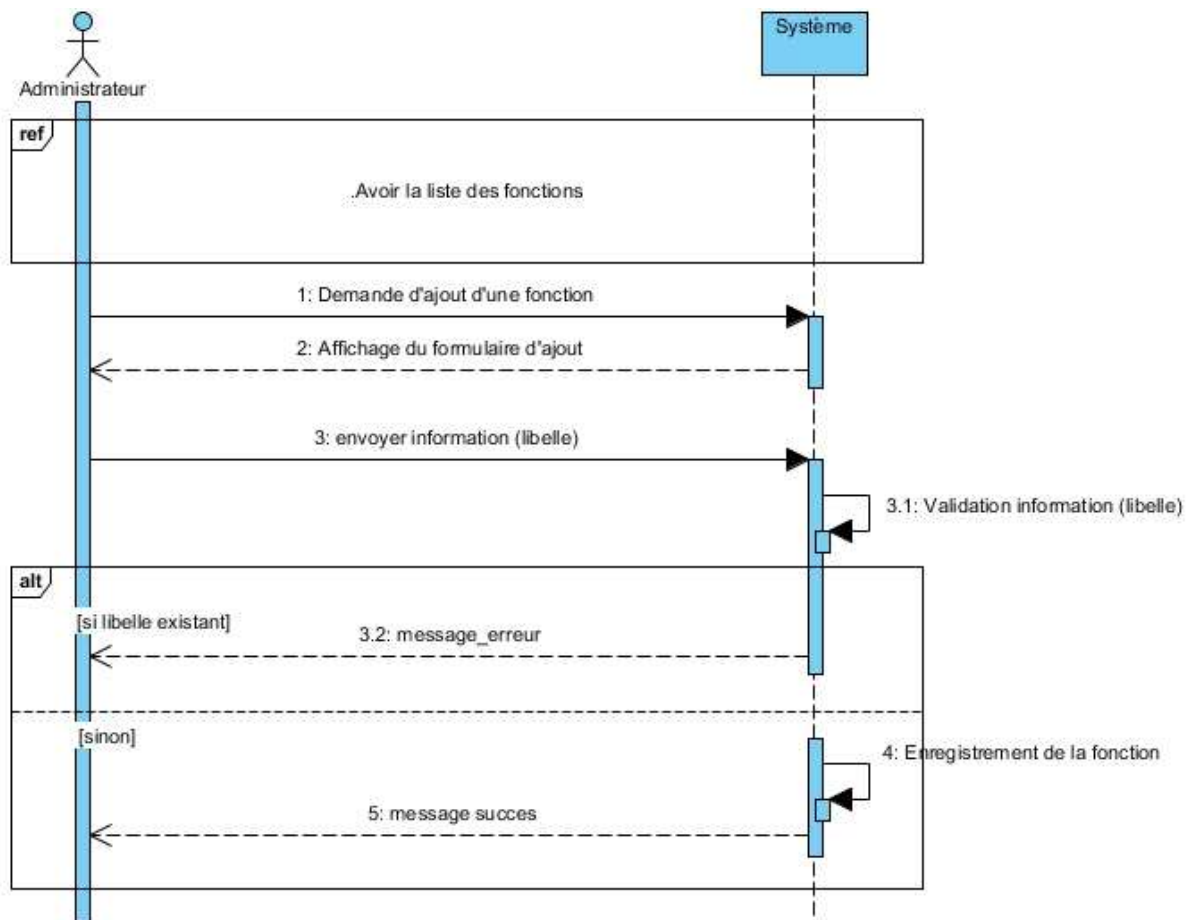 Système
Administrateur
ref
.Avoir la liste des fonctions
1: Demande d'ajout d'une fonction
2: Affichage du formulaire d'ajout
3: envoyer information (libelle)
3.1: Validation information (libelle)
alt
[si libelle existant]
3.2: message_erreur
[sinon]
4: Enregistrement de la fonction
5: message succes